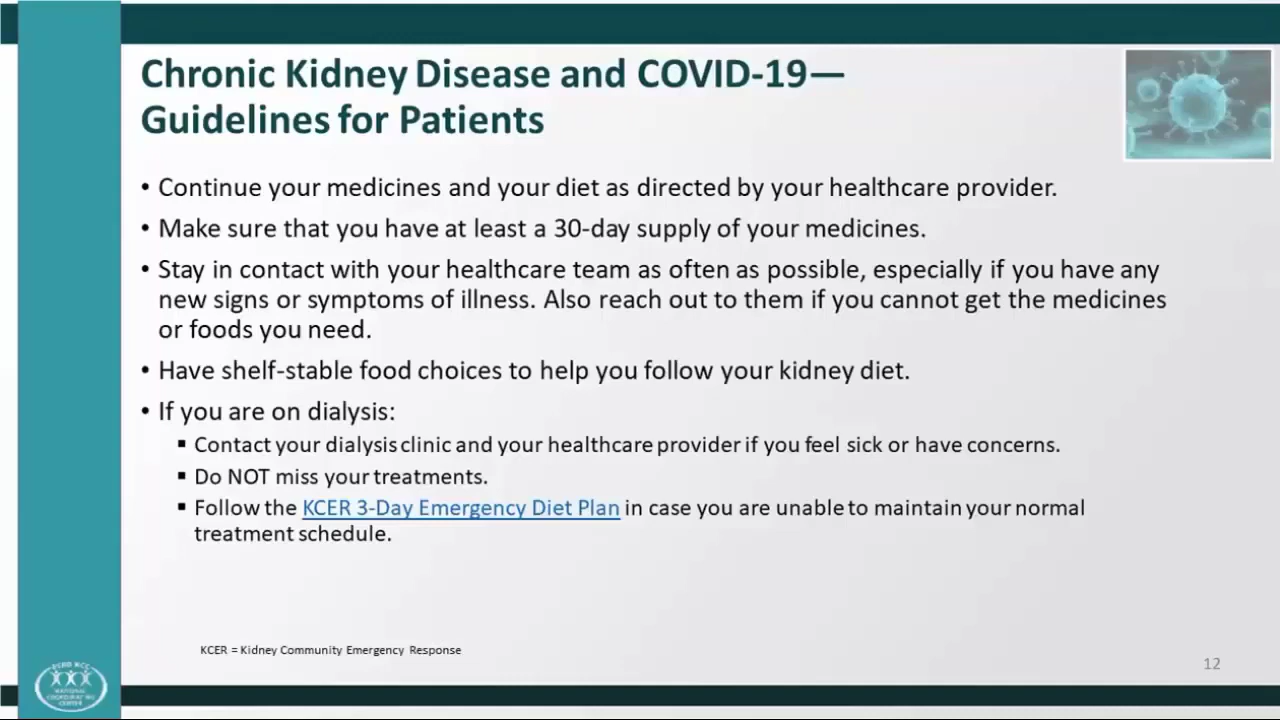 Chronic Kidney Disease and COVID-19—
Guidelines for Patients
• Continue your medicines and your diet as directed by your healthcare provider.
• Make sure that you have at least a 30-day supply of your medicines.
• Stay in contact with your healthcare team as often as possible, especially if you have any
new signs or symptoms of illness. Also reach out to them if you cannot get the medicines
or foods you need.
• Have shelf-stable food choices to help you follow your kidney diet.
• If you are on dialysis:
▪ Contact your dialysis clinic and your healthcare provider if you feel sick or have concerns.
▪ Do NOT miss your treatments.
▪ Follow the KCER 3-Day Emergency Diet Plan in case you are unable to maintain your normal
treatment schedule.
KCER = Kidney Community Emergency Response
12
NATIONAL
COORDINATING
CENTER